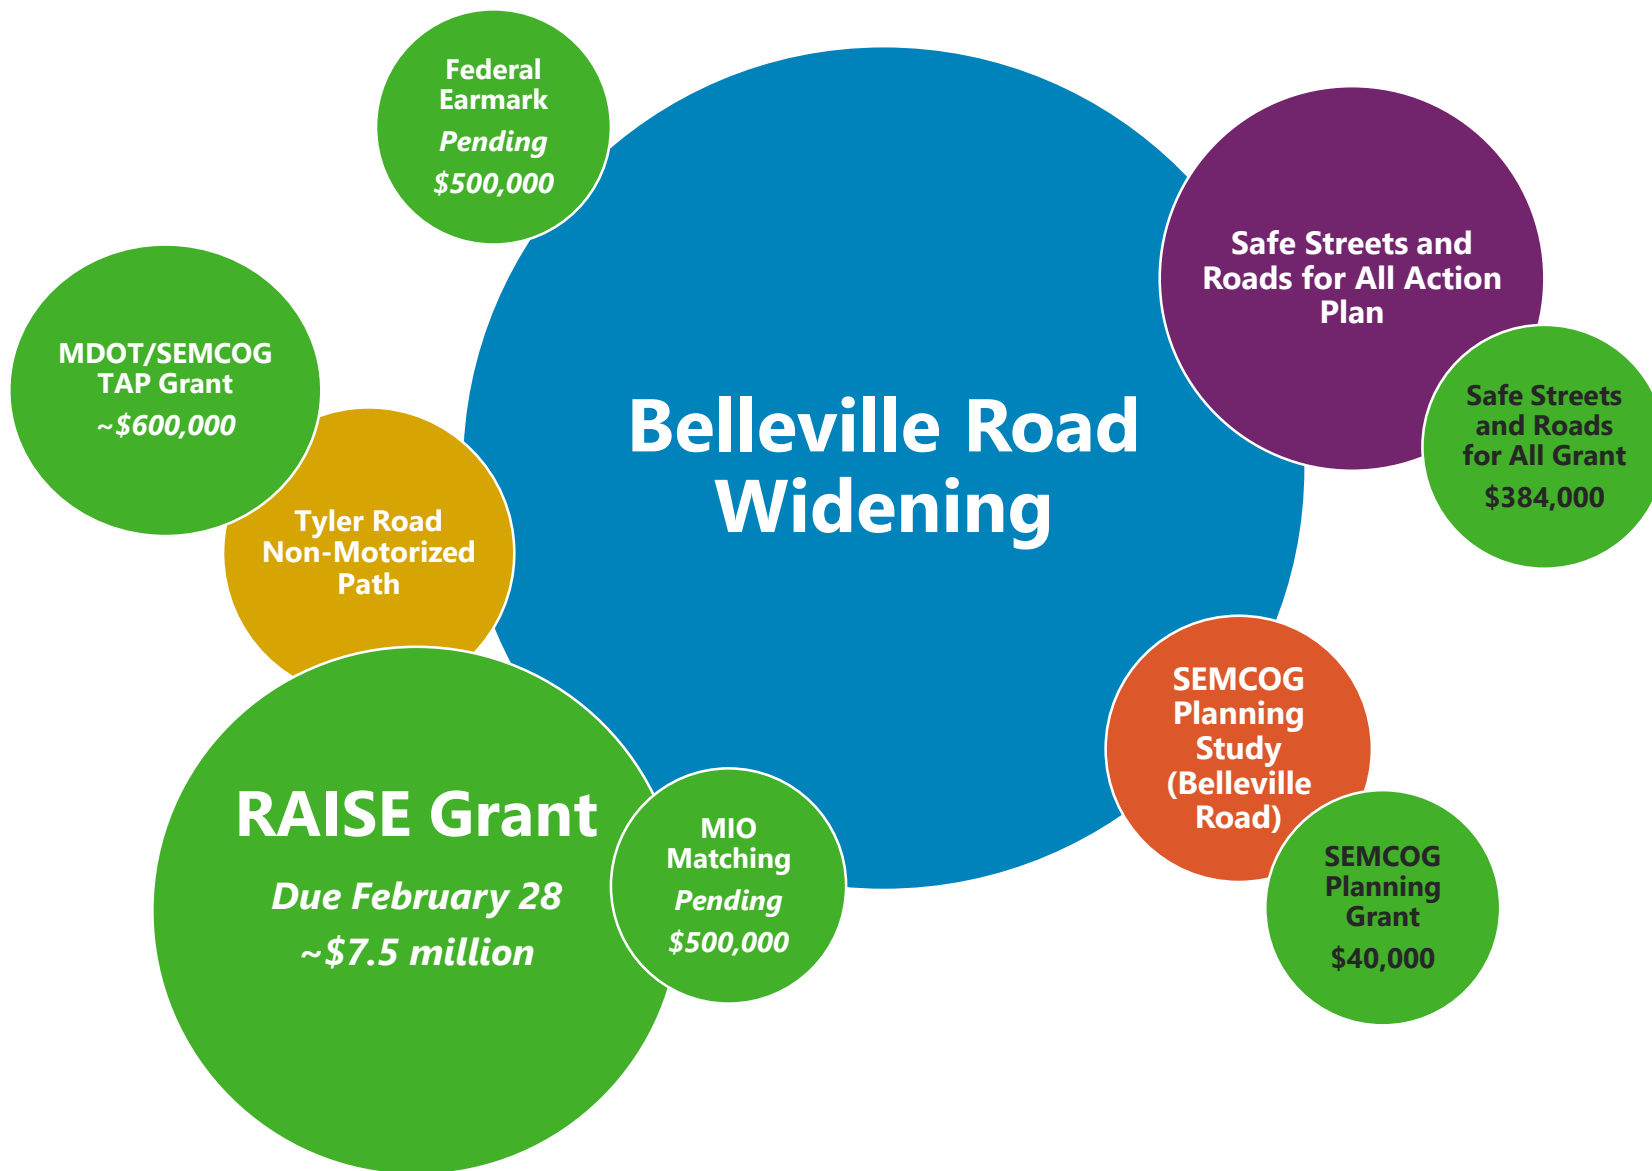 Federal
Earmark
Pending
$500,000
Belleville Road
Widening
Safe Streets and
Roads for All Action
Plan
Safe Streets
and Roads
for All Grant
$384,000
MDOT/SEMCOG
TAP Grant
~$600,000
Tyler Road
Non-Motorized
Path
SEMCOG
Planning
Study
(Belleville
Road)
SEMCOG
Planning
Grant
$40,000
RAISE Grant
Due February 28
~$7.5 million
MIO
Matching
Pending
$500,000